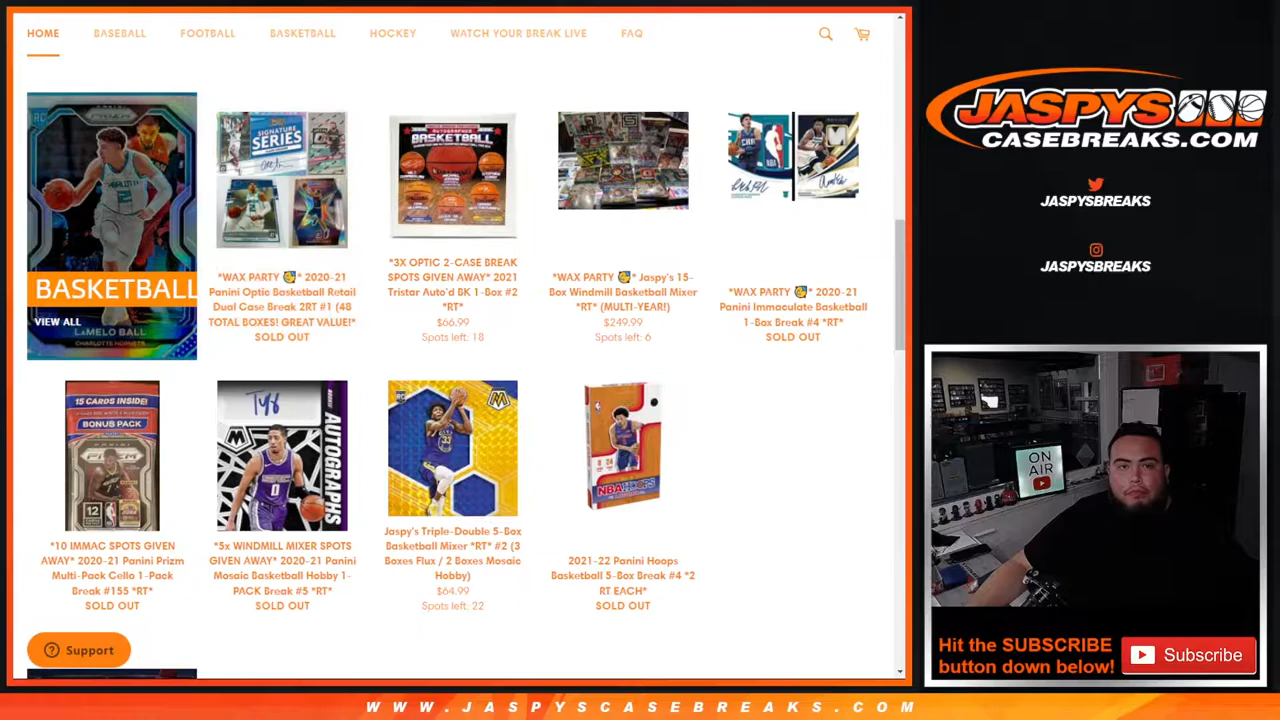 HOME BASEBALL FOOTBALL BASKETBALL HOCKEY WATCH YOUR BREAK LIVE FAQ
RC
BASKETBALL
VIEW ALL
LAMELO BALL
CHARLOTTE HORNETS
SIGNATURE
SERIES
*WAX PARTY 🥳* 2020-21
Panini Optic Basketball Retail
Dual Case Break 2RT #1 (48
TOTAL BOXES! GREAT VALUE!*
SOLD OUT
AUTOGRAPHED
BASKETBALL
*3X OPTIC 2-CASE BREAK
SPOTS GIVEN AWAY* 2021
Tristar Auto'd BK 1-Box #2
*RT*
$66.99
Spots left: 18
*WAX PARTY 🥳* Jaspy's 15-
Box Windmill Basketball Mixer
*RT* (MULTI-YEAR!)
$249.99
Spots left: 6
*WAX PARTY 🥳* 2020-21
Panini Immaculate Basketball
1-Box Break #4 *RT*
SOLD OUT
15 CARDS INSIDE!
BONUS PACK
PRIZM
12
*10 IMMAC SPOTS GIVEN
AWAY* 2020-21 Panini Prizm
Multi-Pack Cello 1-Pack
Break #155 *RT*
SOLD OUT
AUTOGRAPHS
*5x WINDMILL MIXER SPOTS
GIVEN AWAY* 2020-21 Panini
Mosaic Basketball Hobby 1-
PACK Break #5 *RT*
SOLD OUT
RC
33
Jaspy's Triple-Double 5-Box
Basketball Mixer *RT* #2 (3
Boxes Flux / 2 Boxes Mosaic
Hobby)
$64.99
Spots left: 22
NBA HOOPS
2021-22 Panini Hoops
Basketball 5-Box Break #4 *2
RT EACH*
SOLD OUT
Support
JASPYS
CASEBREAKS.COM
JASPYSBREAKS
JASPYSBREAKS
ON
AIR
Hit the SUBSCRIBE
button down below!
Subscribe
WWW.JASPYSCASEBREAKS.COM